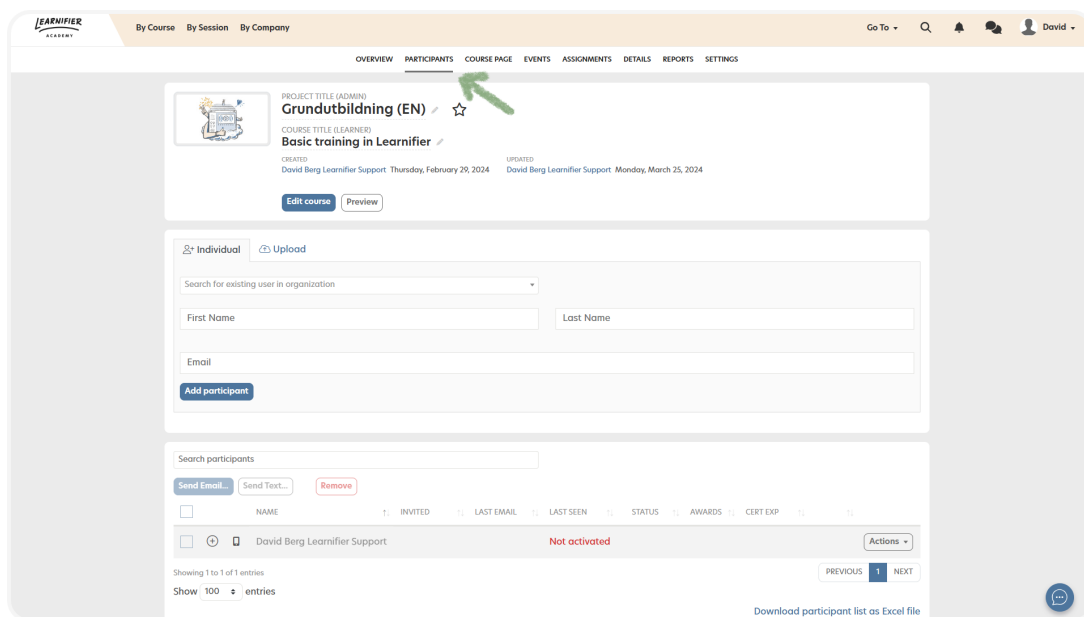 LEARNIFIER
ACADEMY
By Course By Session By Company
Go To
David
OVERVIEW PARTICIPANTS COURSE PAGE EVENTS ASSIGNMENTS DETAILS REPORTS SETTINGS
PROJECT TITLE (ADMIN)
Grundutbildning (EN)
COURSE TITLE (LEARNER)
Basic training in Learnifier
CREATED UPDATED
David Berg Learnifier Support Thursday, February 29, 2024 David Berg Learnifier Support Monday, March 25, 2024
Edit course Preview
Individual Upload
Search for existing user in organization
First Name Last Name
Email
Add participant
Search participants
Send Email... Send Text... Remove
NAME INVITED LAST EMAIL LAST SEEN STATUS AWARDS CERT EXP
David Berg Learnifier Support Not activated Actions
Showing 1 to 1 of 1 entries PREVIOUS 1 NEXT
Show 100 entries
Download participant list as Excel file